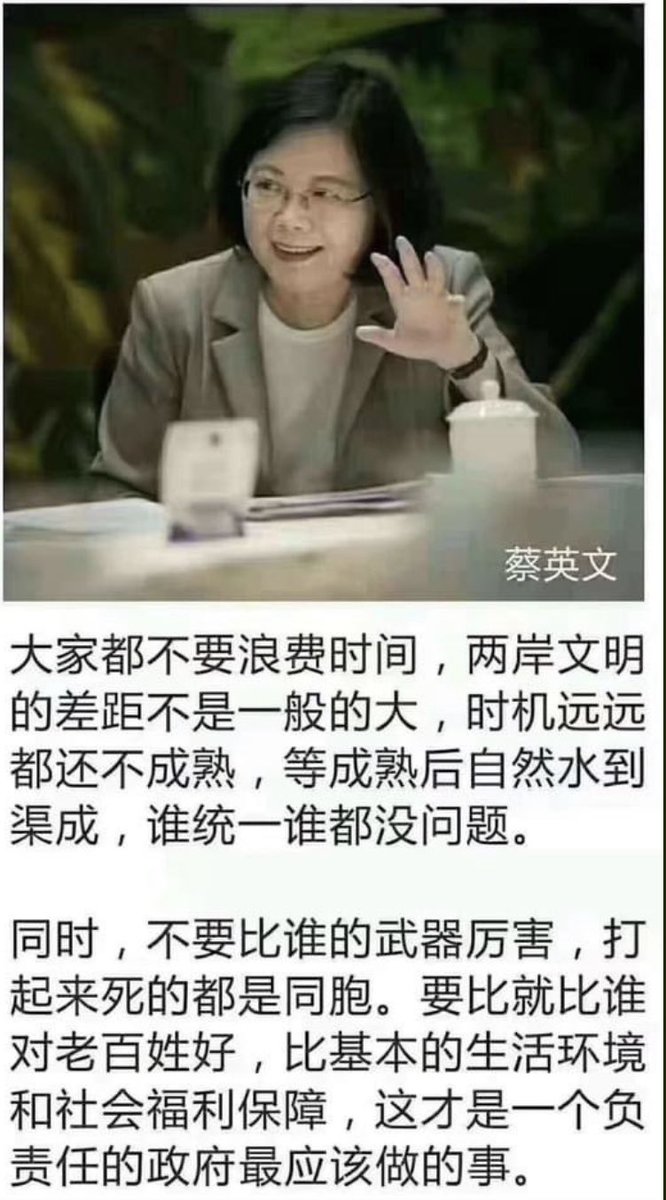 蔡英文
大家都不要浪费时间，两岸文明
的差距不是一般的大，时机远远
都还不成熟，等成熟后自然水到
渠成，谁统一谁都没问题。
同时，不要比谁的武器厉害，打
起来死的都是同胞。要比就比谁
对老百姓好，比基本的生活环境
和社会福利保障，这才是一个负
责任的政府最应该做的事。